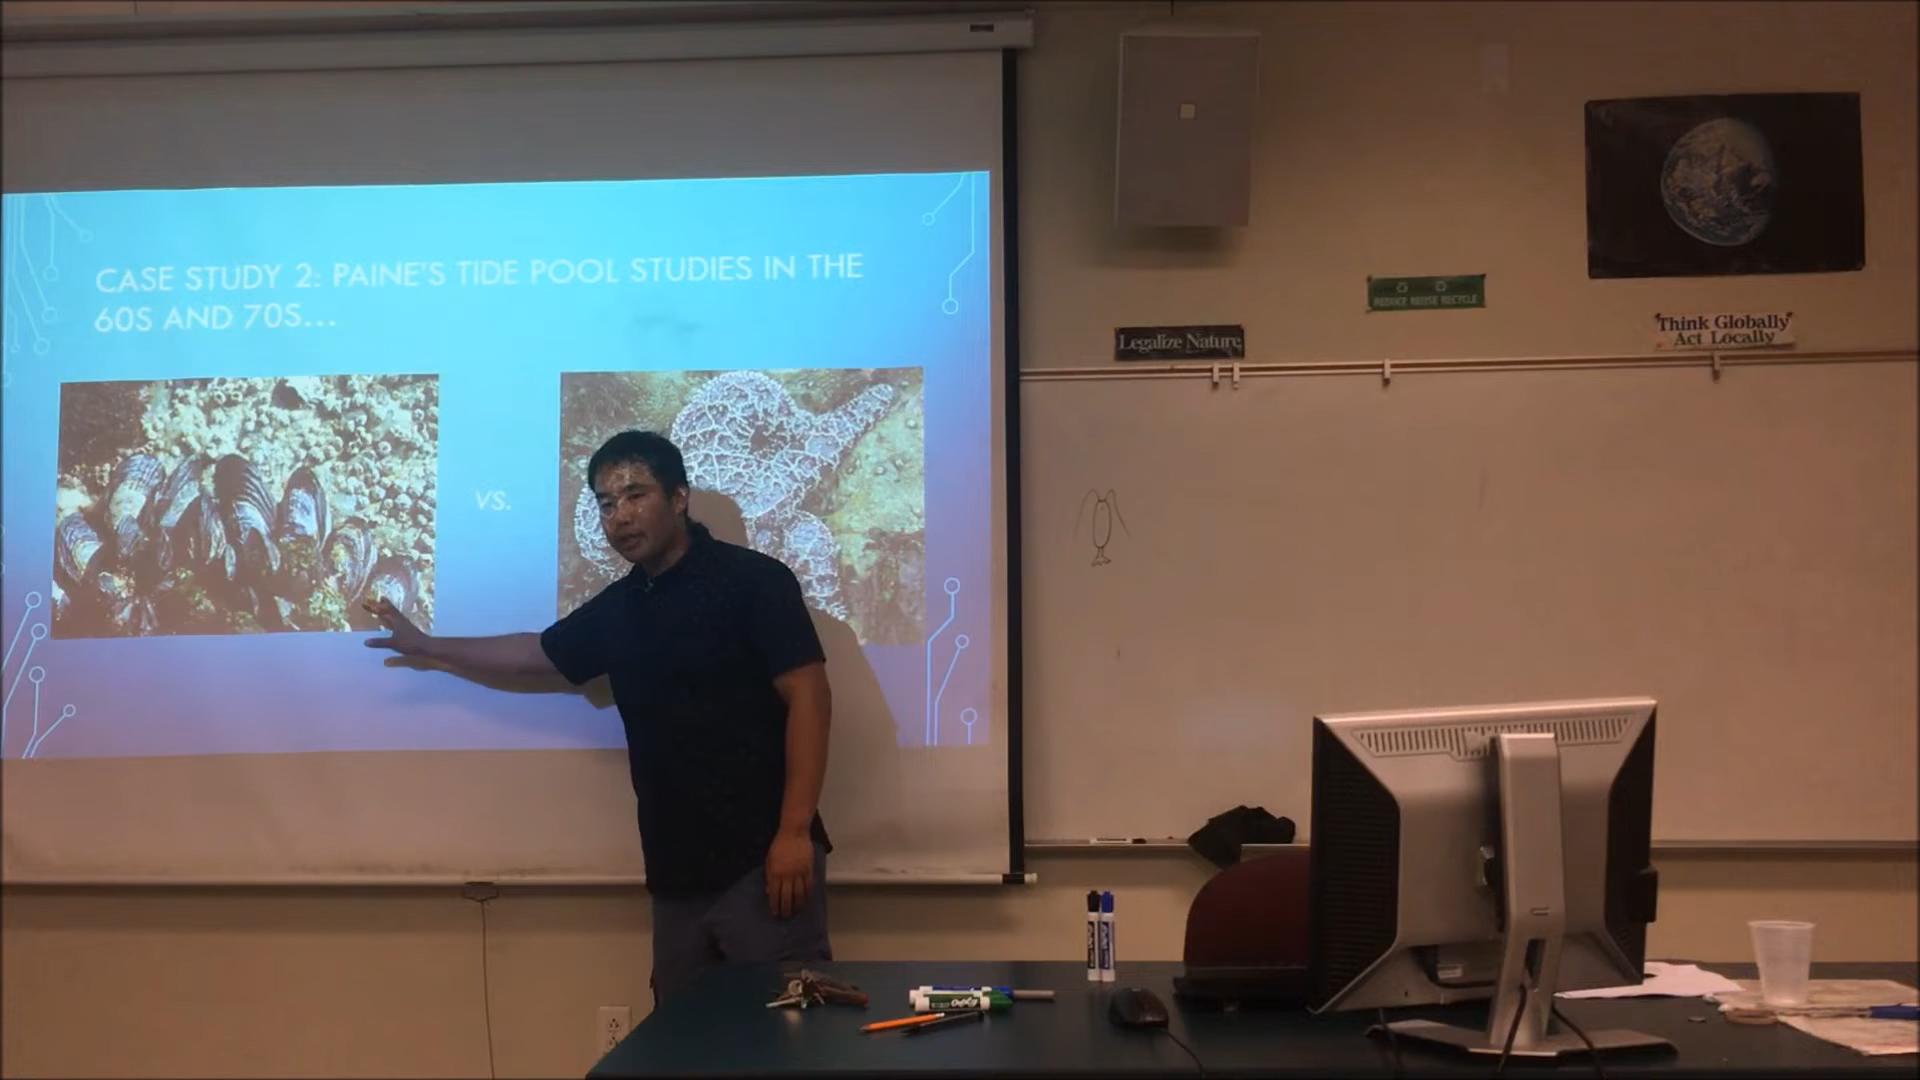 CASE STUDY 2: PAINE'S TIDE POOL STUDIES IN THE
60S AND 70S...
VS.
Legalize Nature
REDUCE REUSE RECYCLE
Think Globally
Act Locally
EXPO